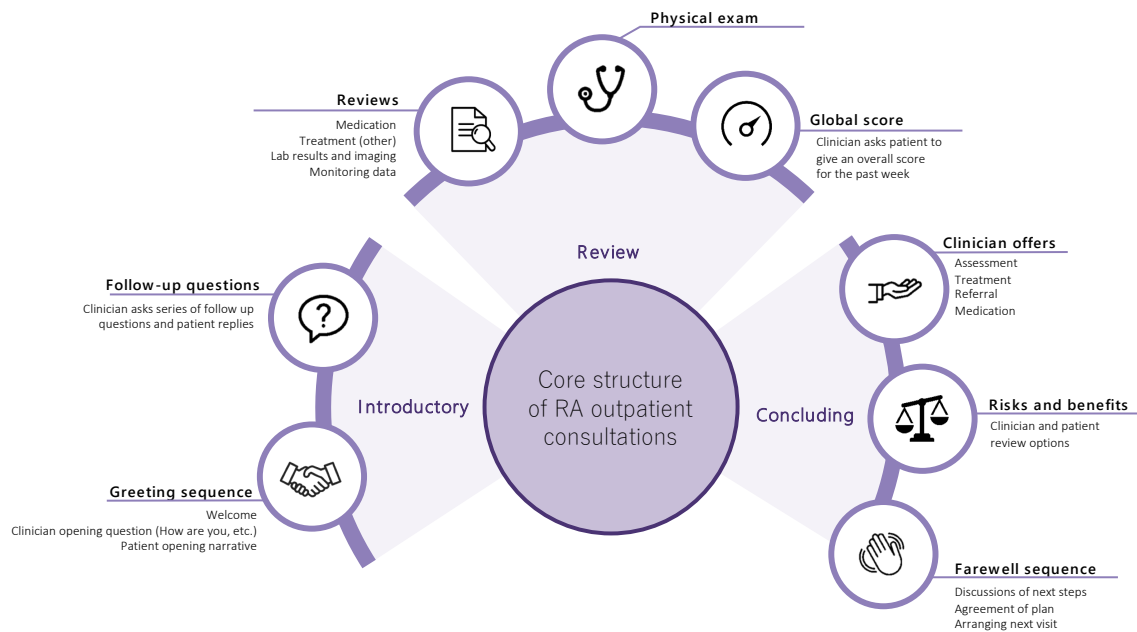 Physical exam
Reviews
Medication
Treatment (other)
Lab results and imaging
Monitoring data
Global score
Clinician asks patient to
give an overall score
for the past week
Review
Follow-up questions
Clinician asks series of follow up
questions and patient replies
?
Introductory
Greeting sequence
Welcome
Clinician opening question (How are you, etc.)
Patient opening narrative
Core structure
of RA outpatient
consultations
Clinician offers
Assessment
Treatment
Referral
Medication
Concluding
Risks and benefits
Clinician and patient
review options
Farewell sequence
Discussions of next steps
Agreement of plan
Arranging next visit